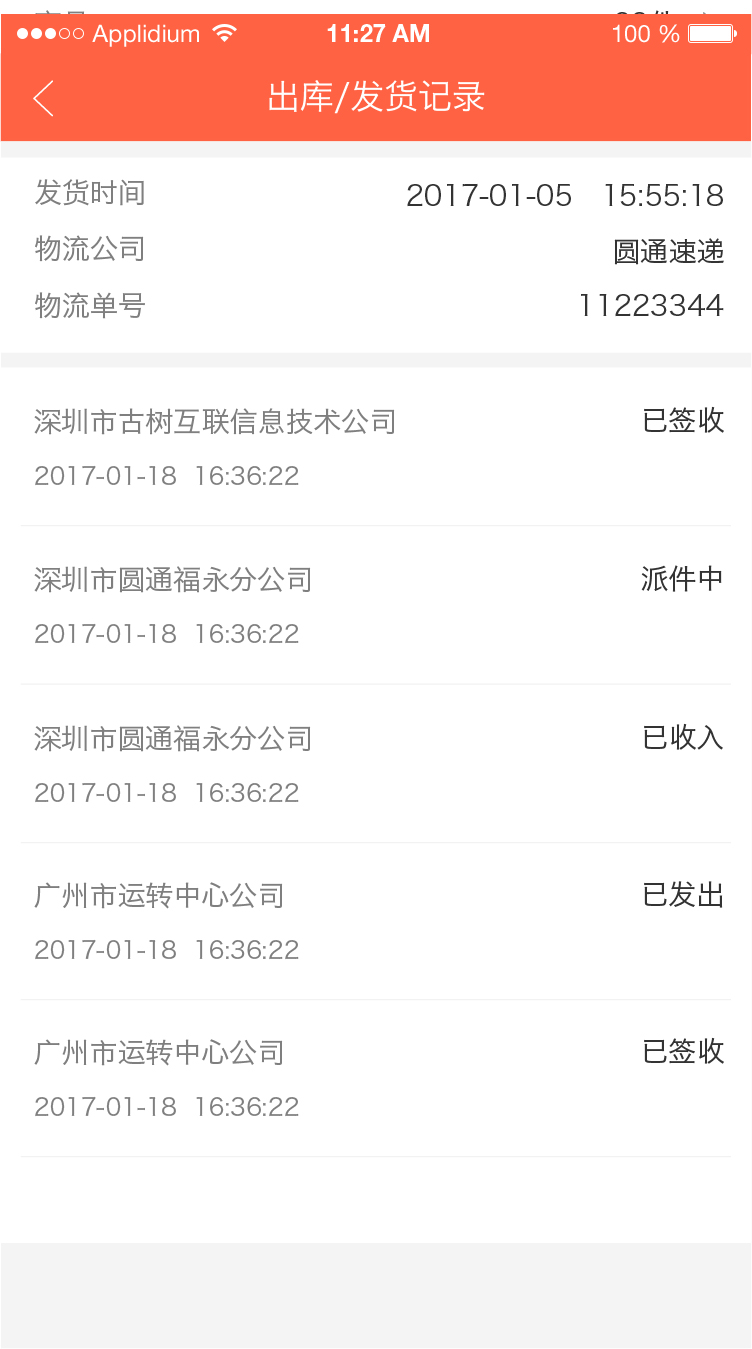 Applidium 11:27 AM 100 %
出库/发货记录
发货时间 2017-01-05 15:55:18
物流公司 圆通速递
物流单号 11223344
深圳市古树互联信息技术公司 已签收
2017-01-18 16:36:22
深圳市圆通福永分公司 派件中
2017-01-18 16:36:22
深圳市圆通福永分公司 已收入
2017-01-18 16:36:22
广州市运转中心公司 已发出
2017-01-18 16:36:22
广州市运转中心公司 已签收
2017-01-18 16:36:22